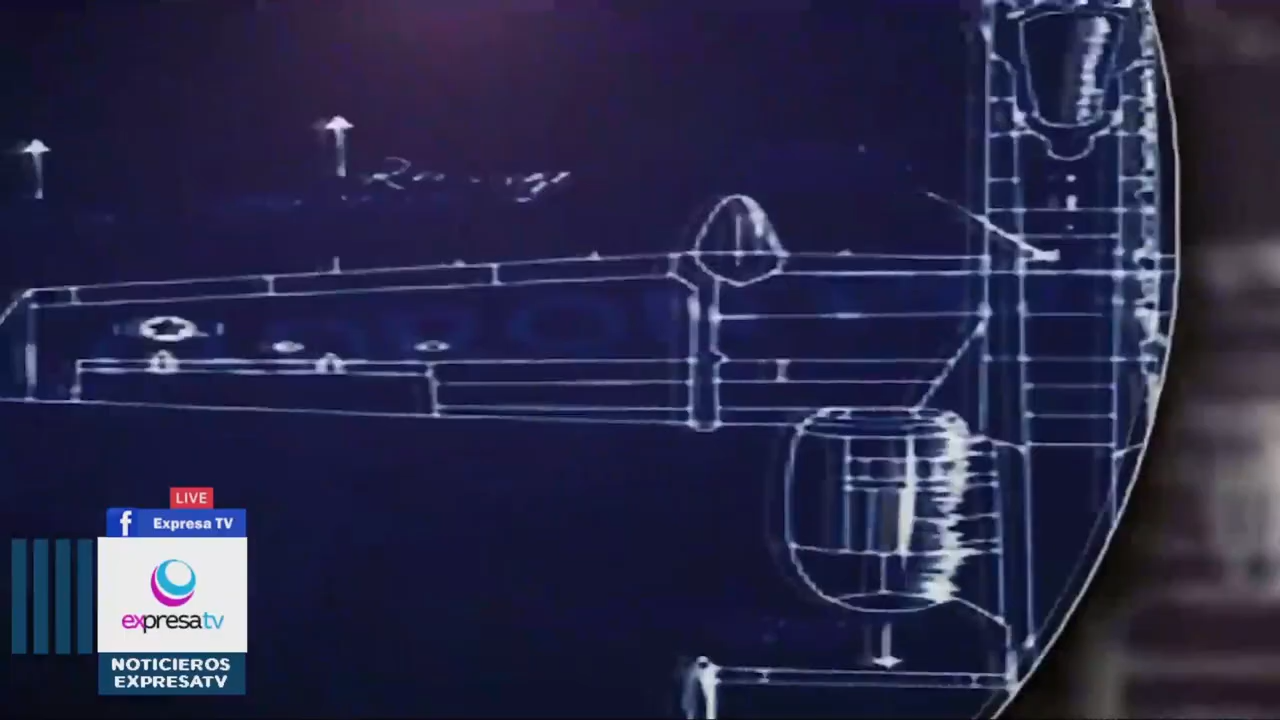 LIVE
f Expresa TV
expresatv
NOTICIEROS
EXPRESATV